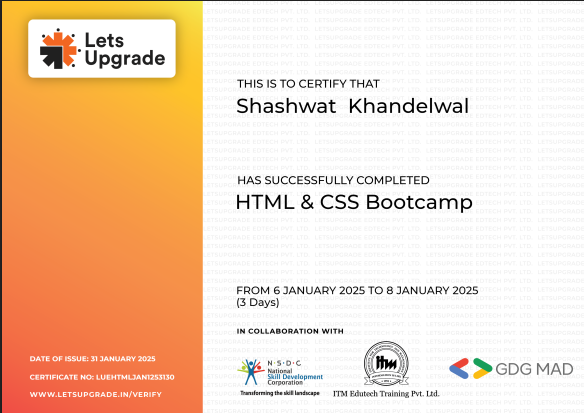 Lets
Upgrade
THIS IS TO CERTIFY THAT
Shashwat Khandelwal
HAS SUCCESSFULLY COMPLETED
HTML & CSS Bootcamp
FROM 6 JANUARY 2025 TO 8 JANUARY 2025
(3 Days)
IN COLLABORATION WITH
DATE OF ISSUE: 31 JANUARY 2025
CERTIFICATE NO: LUEHTMLJAN1253130
WWW.LETSUPGRADE.IN/VERIFY
N·S·D·C
National
Skill Development
Corporation
Transforming the skill landscape
itm
ITM Edutech Training Pvt. Ltd.
GDG MAD